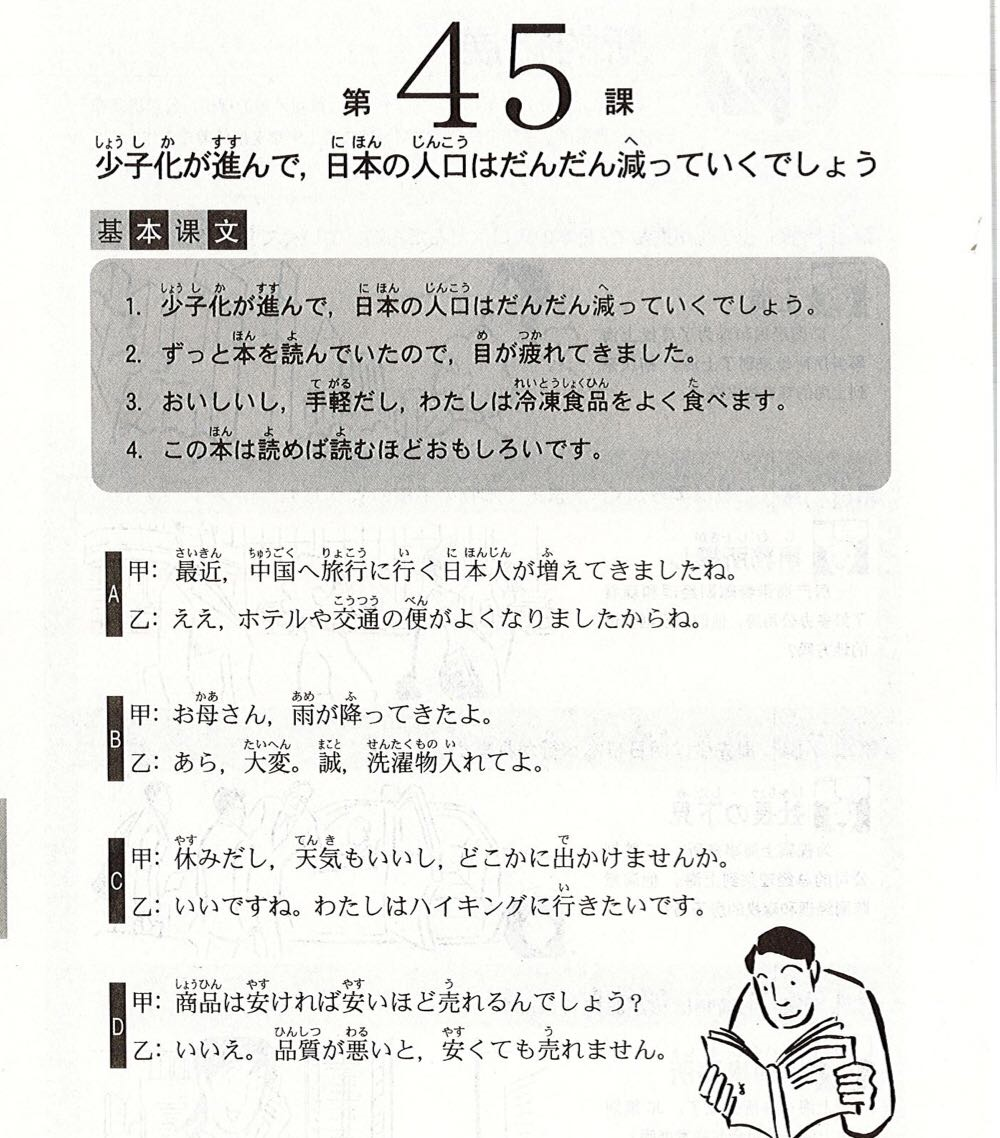 第45課
少子化が進んで，日本の人口はだんだん減っていくでしょう
基本课文
1. 少子化が進んで，日本の人口はだんだん減っていくでしょう。
2. ずっと本を読んでいたので，目が疲れてきました。
3. おいしいし，手軽だし，わたしは冷凍食品をよく食べます。
4. この本は読めば読むほどおもしろいです。
A
甲：最近，中国へ旅行に行く日本人が増えてきましたね。
乙：ええ，ホテルや交通の便がよくなりましたからね。
B
甲：お母さん，雨が降ってきたよ。
乙：あら，大変。誠，洗濯物入れてよ。
C
甲：休みだし，天気もいいし，どこかに出かけませんか。
乙：いいですね。わたしはハイキングに行きたいです。
D
甲：商品は安ければ安いほど売れるんでしょう？
乙：いいえ。品質が悪いと，安くても売れません。